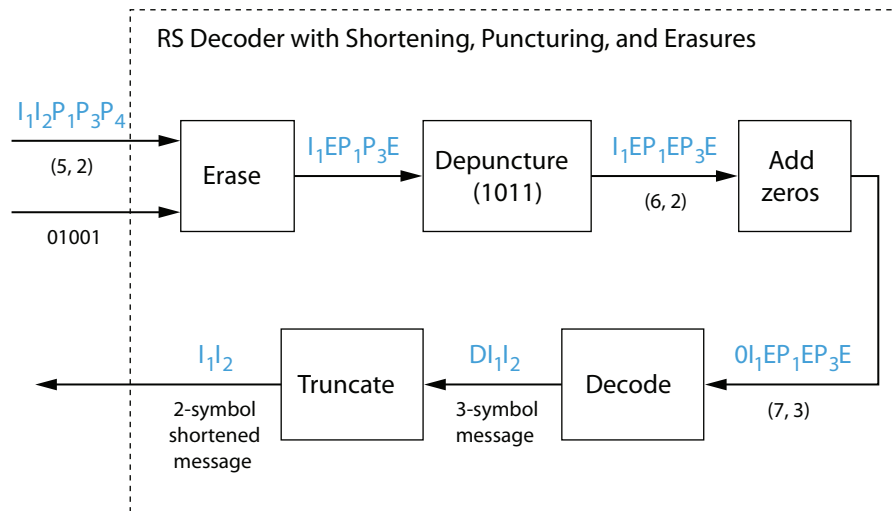 RS Decoder with Shortening, Puncturing, and Erasures
I₁I₂P₁P₃P₄
(5, 2)
01001
Erase
I₁EP₁P₃E
Depuncture
(1011)
I₁EP₁EP₃E
(6, 2)
Add
zeros
0I₁EP₁EP₃E
(7, 3)
Decode
DI₁I₂
3-symbol
message
Truncate
I₁I₂
2-symbol
shortened
message